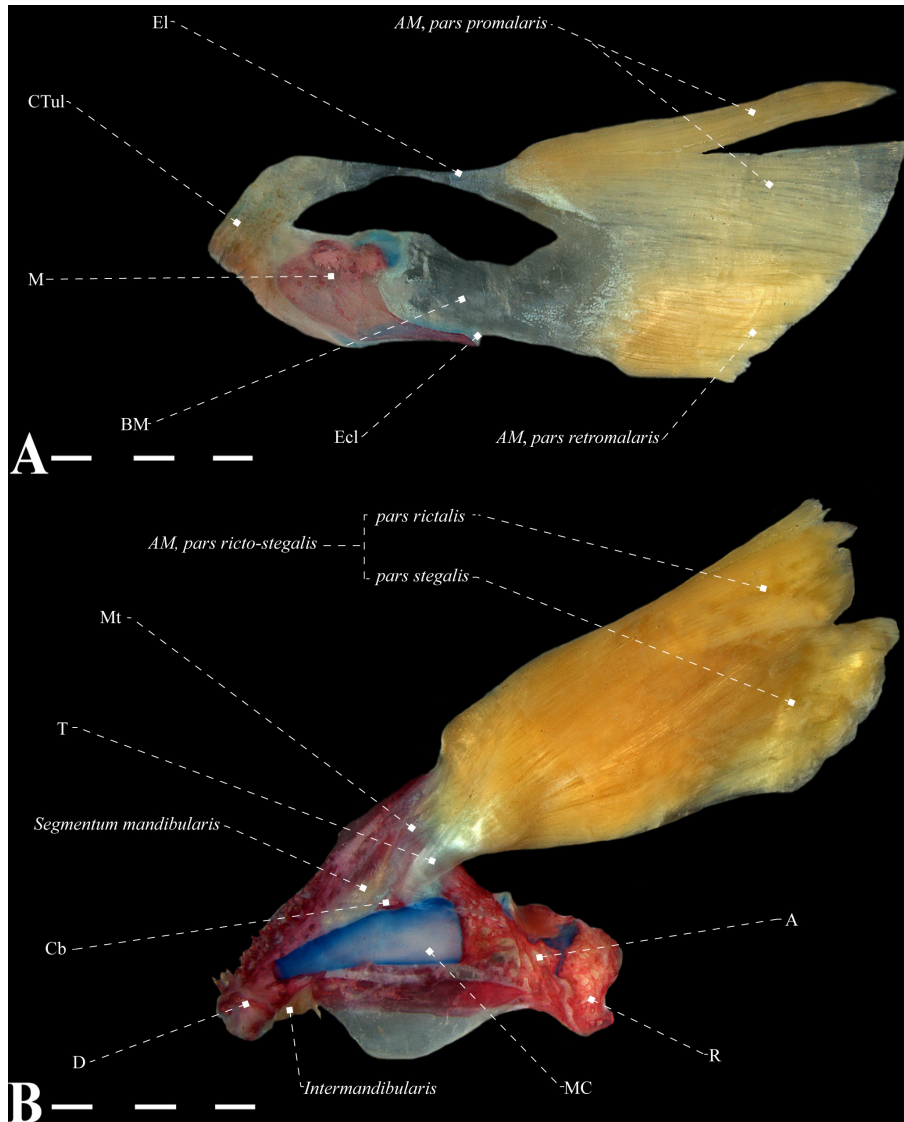 El
AM, pars promalaris
CTul
M
BM
Ecl
AM, pars retromalaris
A
pars rictalis
AM, pars ricto-stegalis
pars stegalis
Mt
T
Segmentum mandibularis
Cb
A
D
R
Intermandibularis
MC
B